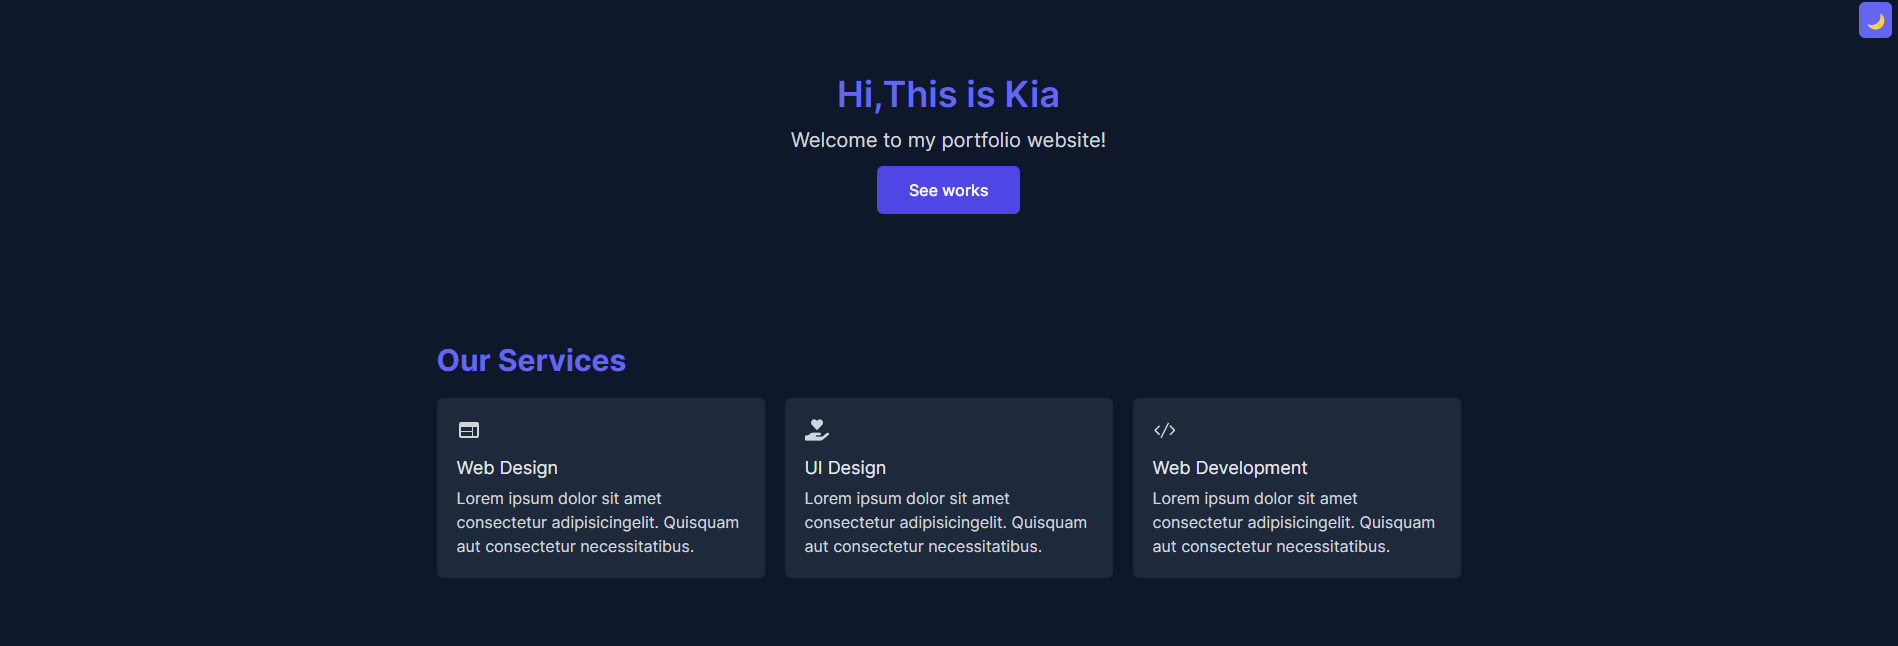 Hi,This is Kia
Welcome to my portfolio website!
See works
Our Services
Web Design
Lorem ipsum dolor sit amet
consectetur adipisicingelit. Quisquam
aut consectetur necessitatibus.
UI Design
Lorem ipsum dolor sit amet
consectetur adipisicingelit. Quisquam
aut consectetur necessitatibus.
Web Development
Lorem ipsum dolor sit amet
consectetur adipisicingelit. Quisquam
aut consectetur necessitatibus.